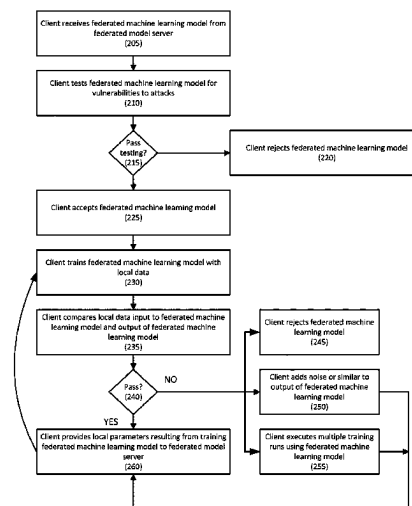 Client receives federated machine learning model from
federated model server
(205)
Client tests federated machine learning model for
vulnerabilities to attacks
(210)
Pass
testing?
(215)
Client rejects federated machine learning model
(220)
Client accepts federated machine learning model
(225)
Client trains federated machine learning model with
local data
(230)
Client compares local data input to federated machine
learning model and output of federated machine
learning model
(235)
Client rejects federated machine
learning model
(245)
Pass?
(240)
NO
Client adds noise or similar to
output of federated machine
learning model
(250)
YES
Client provides local parameters resulting from training
federated machine learning model to federated model
server
(260)
Client executes multiple training
runs using federated machine
learning model
(255)